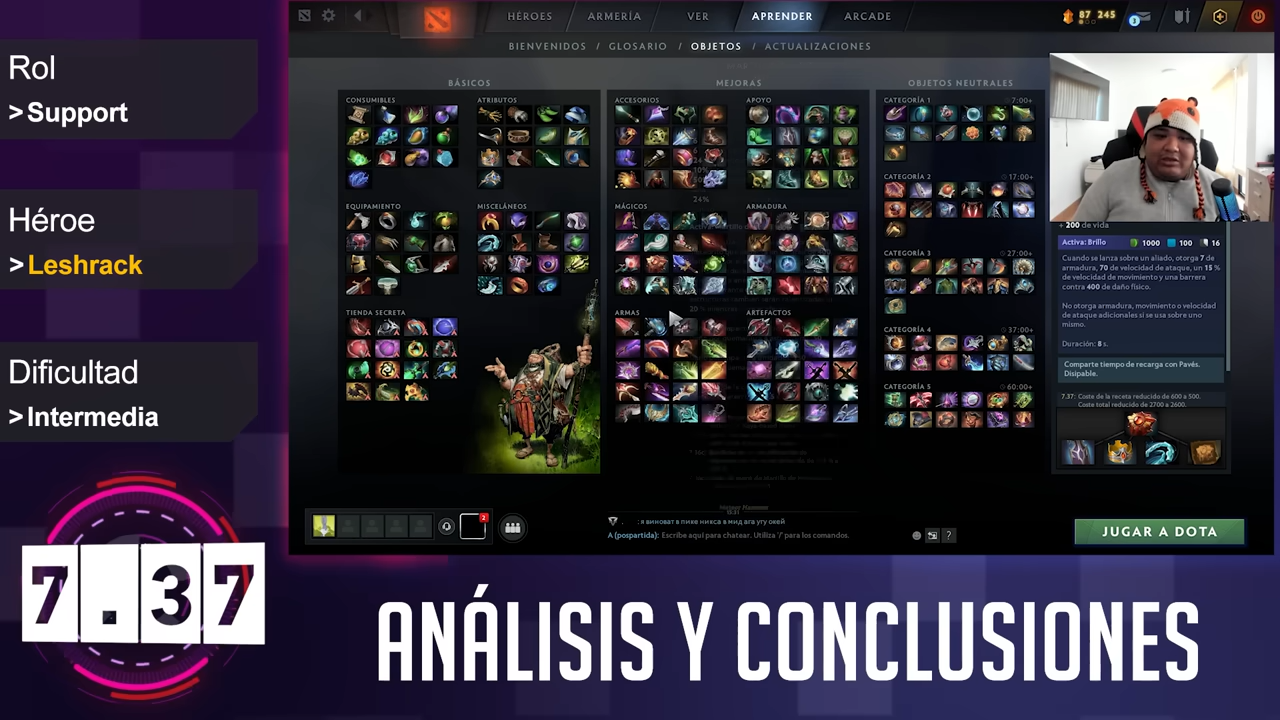 Rol
> Support
Héroe
> Leshrack
Dificultad
> Intermedia
7.37
HÉROES
ARMERÍA
VER
APRENDER
ARCADE
87 245
BIENVENIDOS / GLOSARIO / OBJETOS / ACTUALIZACIONES
BÁSICOS
MEJORAS
OBJETOS NEUTRALES
CONSUMIBLES
ATRIBUTOS
ACCESORIOS
APOYO
CATEGORÍA 1
7:00+
CATEGORÍA 2
17:00+
EQUIPAMIENTO
MISCELÁNEOS
MÁGICOS
ARMADURA
CATEGORÍA 3
27:00+
TIENDA SECRETA
ARMAS
ARTEFACTOS
CATEGORÍA 4
37:00+
CATEGORÍA 5
60:00+
24%
+ 200 de vida
Activa: Brillo
1000
100
16
Cuando se lanza sobre un aliado, otorga 7 de
armadura, 70 de velocidad de ataque, un 15 %
de velocidad de movimiento y una barrera
contra 400 de daño físico.
No otorga armadura, movimiento o velocidad
de ataque adicionales si se usa sobre uno
mismo.
Duración: 8 s.
Comparte tiempo de recarga con Pavés.
Disipable.
7.37: Coste de la receta reducido de 600 a 500.
Coste total reducido de 2700 a 2600.
2
15:31
: я виноват в пике никса в мид ага угу окей
A (pospartida): Escribe aquí para chatear. Utiliza '/' para los comandos.
?
JUGAR A DOTA
ANÁLISIS Y CONCLUSIONES